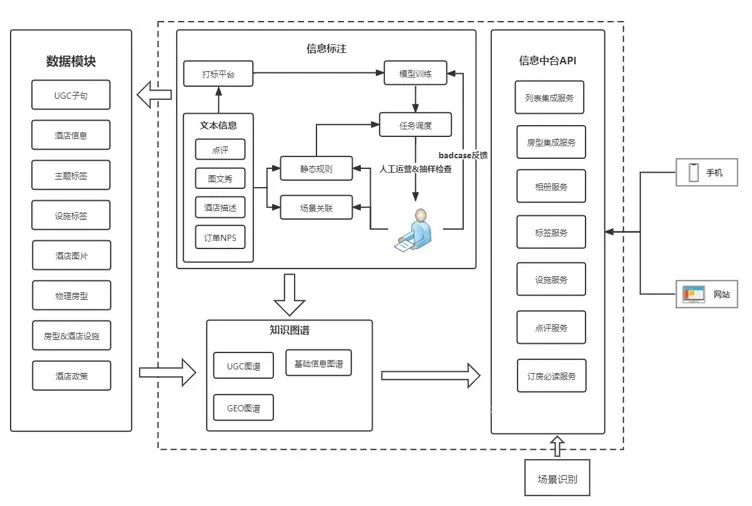 数据模块
UGC子句
酒店信息
主题标签
设施标签
酒店图片
物理房型
房型&酒店设施
酒店政策
信息标注
打标平台
模型训练
文本信息
点评
图文秀
酒店描述
订单NPS
任务调度
静态规则
场景关联
badcase反馈
人工运营&抽样检查
知识图谱
UGC图谱
基础信息图谱
GEO图谱
信息中台API
列表集成服务
房型集成服务
相册服务
标签服务
设施服务
点评服务
订房必读服务
手机
网站
场景识别